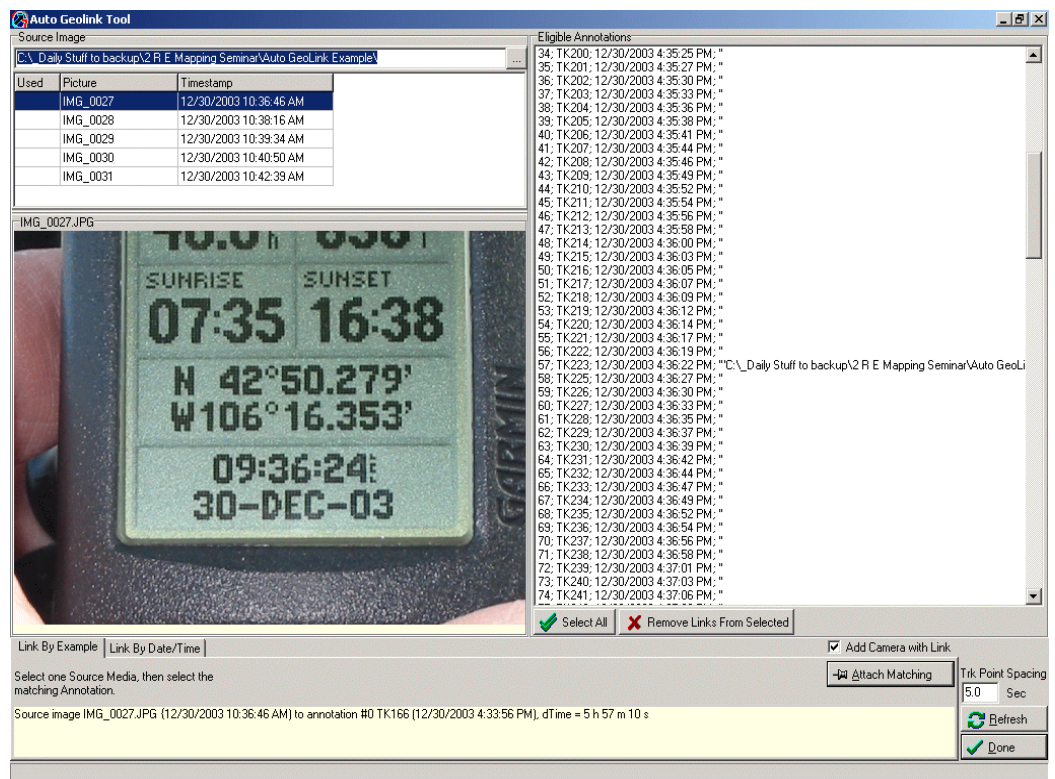 Auto Geolink Tool
Source Image
C:\_Daily Stuff to backup\2 R E Mapping Seminar\Auto GeoLink Example\
...
Used Picture Timestamp
IMG_0027 12/30/2003 10:36:46 AM
IMG_0028 12/30/2003 10:38:16 AM
IMG_0029 12/30/2003 10:39:34 AM
IMG_0030 12/30/2003 10:40:50 AM
IMG_0031 12/30/2003 10:42:39 AM
IMG_0027.JPG
SUNRISE SUNSET
07:35 16:38
N 42°50.279'
W106°16.353'
09:36:24
30-DEC-03
GARMIN
Eligible Annotations
34; TK200; 12/30/2003 4:35:25 PM; "
35; TK201; 12/30/2003 4:35:27 PM; "
36; TK202; 12/30/2003 4:35:30 PM; "
37; TK203; 12/30/2003 4:35:33 PM; "
38; TK204; 12/30/2003 4:35:36 PM; "
39; TK205; 12/30/2003 4:35:38 PM; "
40; TK206; 12/30/2003 4:35:41 PM; "
41; TK207; 12/30/2003 4:35:44 PM; "
42; TK208; 12/30/2003 4:35:46 PM; "
43; TK209; 12/30/2003 4:35:49 PM; "
44; TK210; 12/30/2003 4:35:52 PM; "
45; TK211; 12/30/2003 4:35:54 PM; "
46; TK212; 12/30/2003 4:35:56 PM; "
47; TK213; 12/30/2003 4:35:58 PM; "
48; TK214; 12/30/2003 4:36:00 PM; "
49; TK215; 12/30/2003 4:36:03 PM; "
50; TK216; 12/30/2003 4:36:05 PM; "
51; TK217; 12/30/2003 4:36:07 PM; "
52; TK218; 12/30/2003 4:36:09 PM; "
53; TK219; 12/30/2003 4:36:12 PM; "
54; TK220; 12/30/2003 4:36:14 PM; "
55; TK221; 12/30/2003 4:36:17 PM; "
56; TK222; 12/30/2003 4:36:19 PM; "
57; TK223; 12/30/2003 4:36:22 PM; "'C:\_Daily Stuff to backup\2 R E Mapping Seminar\Auto GeoLi
58; TK225; 12/30/2003 4:36:27 PM; "
59; TK226; 12/30/2003 4:36:30 PM; "
60; TK227; 12/30/2003 4:36:33 PM; "
61; TK228; 12/30/2003 4:36:35 PM; "
62; TK229; 12/30/2003 4:36:37 PM; "
63; TK230; 12/30/2003 4:36:39 PM; "
64; TK231; 12/30/2003 4:36:42 PM; "
65; TK232; 12/30/2003 4:36:44 PM; "
66; TK233; 12/30/2003 4:36:47 PM; "
67; TK234; 12/30/2003 4:36:49 PM; "
68; TK235; 12/30/2003 4:36:52 PM; "
69; TK236; 12/30/2003 4:36:54 PM; "
70; TK237; 12/30/2003 4:36:56 PM; "
71; TK238; 12/30/2003 4:36:58 PM; "
72; TK239; 12/30/2003 4:37:01 PM; "
73; TK240; 12/30/2003 4:37:03 PM; "
74; TK241; 12/30/2003 4:37:06 PM; "
Select All Remove Links From Selected
Link By Example Link By Date/Time
Add Camera with Link
Select one Source Media, then select the
matching Annotation.
Attach Matching
Trk Point Spacing
5.0 Sec
Source image IMG_0027.JPG (12/30/2003 10:36:46 AM) to annotation #0 TK166 (12/30/2003 4:33:56 PM), dTime = 5 h 57 m 10 s
Refresh
Done